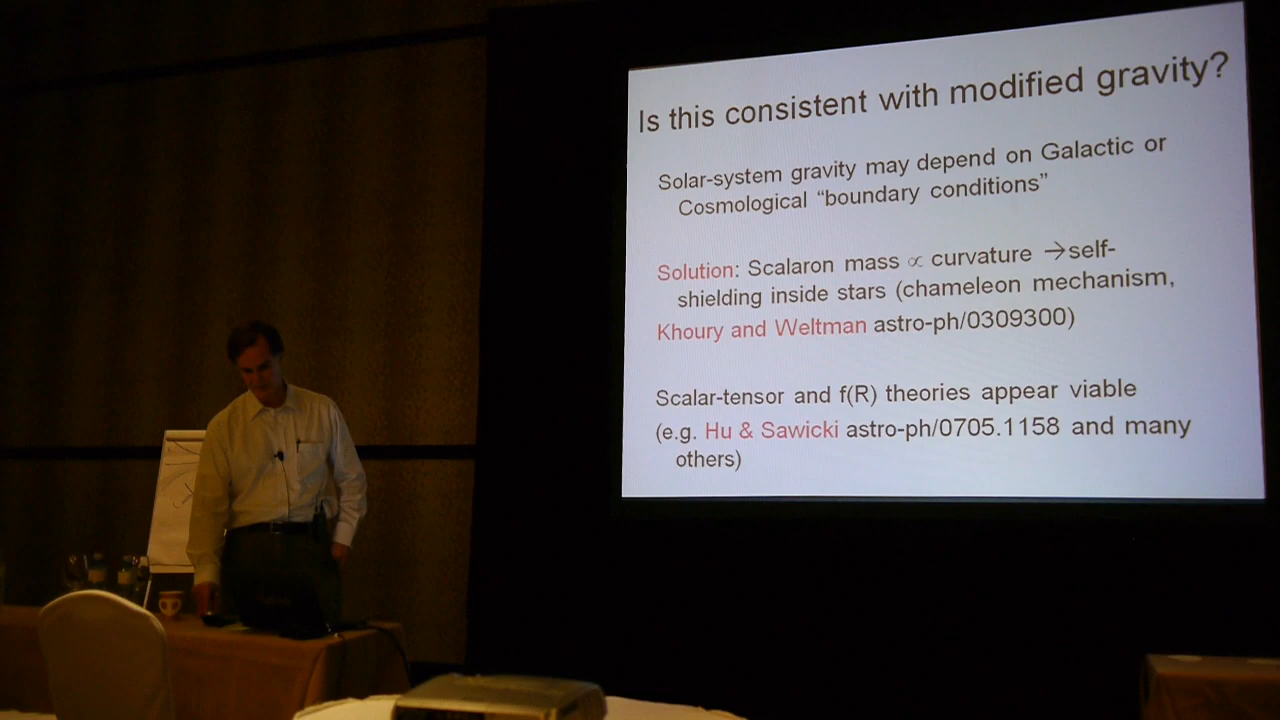 Is this consistent with modified gravity?
Solar-system gravity may depend on Galactic or
Cosmological “boundary conditions”
Solution: Scalaron mass ∝ curvature →self-
shielding inside stars (chameleon mechanism,
Khoury and Weltman astro-ph/0309300)
Scalar-tensor and f(R) theories appear viable
(e.g. Hu & Sawicki astro-ph/0705.1158 and many
others)